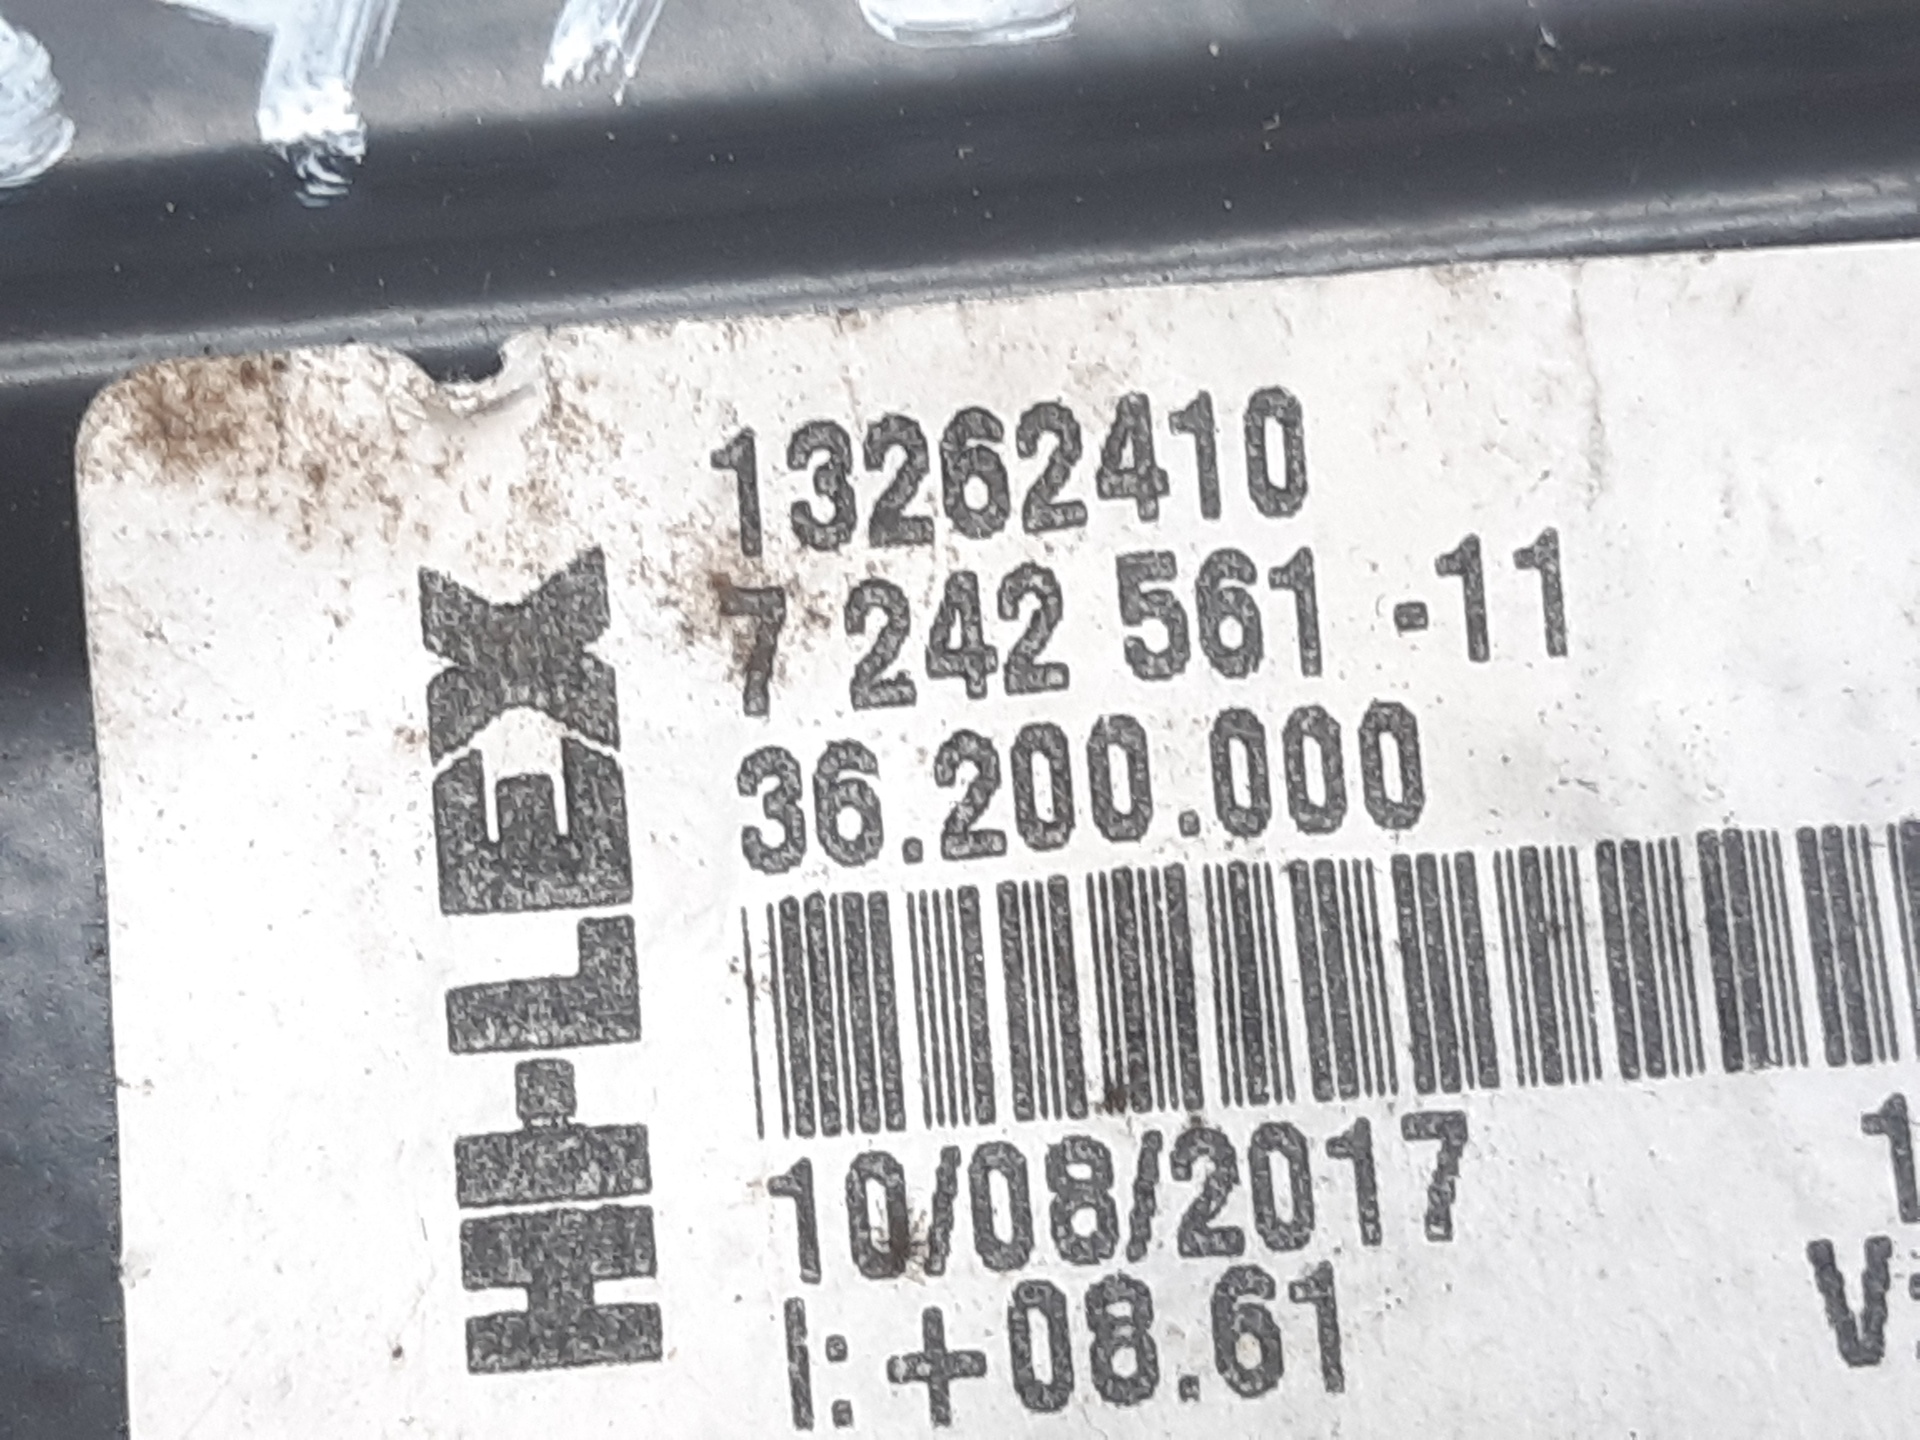 HI-LEX
13262410
7 242 561 -11
36.200.000
10/08/2017
I: +08.61